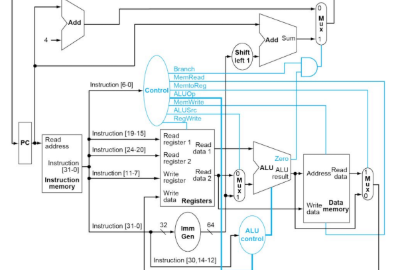 Add
4
Add Sum
0
Mux
1
Shift
left 1
Branch
MemRead
MemtoReg
ALUOp
MemWrite
ALUSrc
RegWrite
Instruction [6-0]
Control
PC
Read
address
Instruction
[31-0]
Instruction
memory
Instruction [19-15]
Instruction [24-20]
Instruction [11-7]
Read
register 1
Read
register 2
Write
register
Write
data
Read
data 1
Read
data 2
Registers
0
Mux
1
Zero
ALU ALU
result
Address
Read
data
Write
data
Data
memory
1
Mux
0
Instruction [31-0]
32
Imm
Gen
64
ALU
control
Instruction [30,14-12]